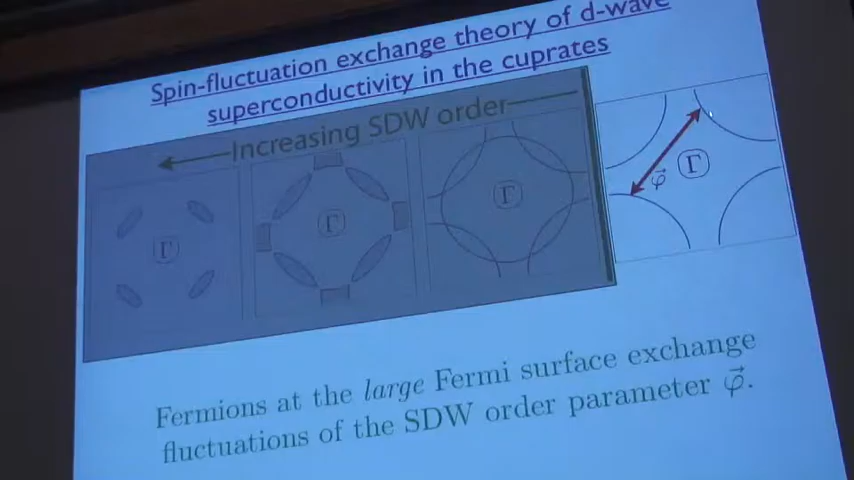 Spin-fluctuation exchange theory of d-wave
superconductivity in the cuprates
Increasing SDW order
Γ
Γ
Γ
Γ
φ⃗
Fermions at the large Fermi surface exchange
fluctuations of the SDW order parameter φ⃗.